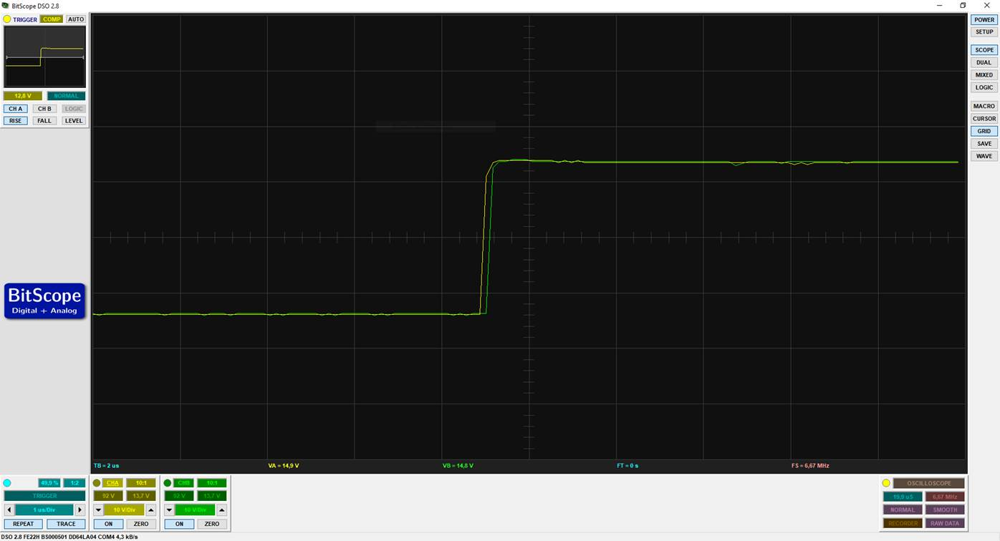 BitScope DSO 2.8
TRIGGER COMP AUTO
12,8 V NORMAL
CH A CH B LOGIC
RISE FALL LEVEL
POWER
SETUP
SCOPE
DUAL
MIXED
LOGIC
MACRO
CURSOR
GRID
SAVE
WAVE
BitScope
Digital + Analog
TB = 2 us VA = 14,9 V VB = 14,8 V FT = 0 s FS = 6,67 MHz
49,9 % 1:2
TRIGGER
1 us/Div
REPEAT TRACE
CHA 10:1
92 V 13,7 V
10 V/Div
ON ZERO
CHB 10:1
92 V 13,7 V
10 V/Div
ON ZERO
OSCILLOSCOPE
19,9 uS 6,67 MHz
NORMAL SMOOTH
RECORDER RAW DATA
DSO 2.8 FE22H BS000501 DD64LA04 COM4 4,3 kB/s